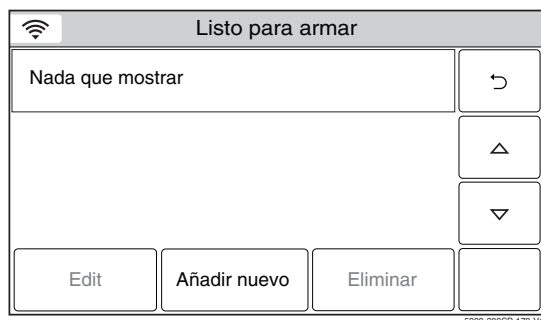 Listo para armar
Nada que mostrar
Edit
Añadir nuevo
Eliminar